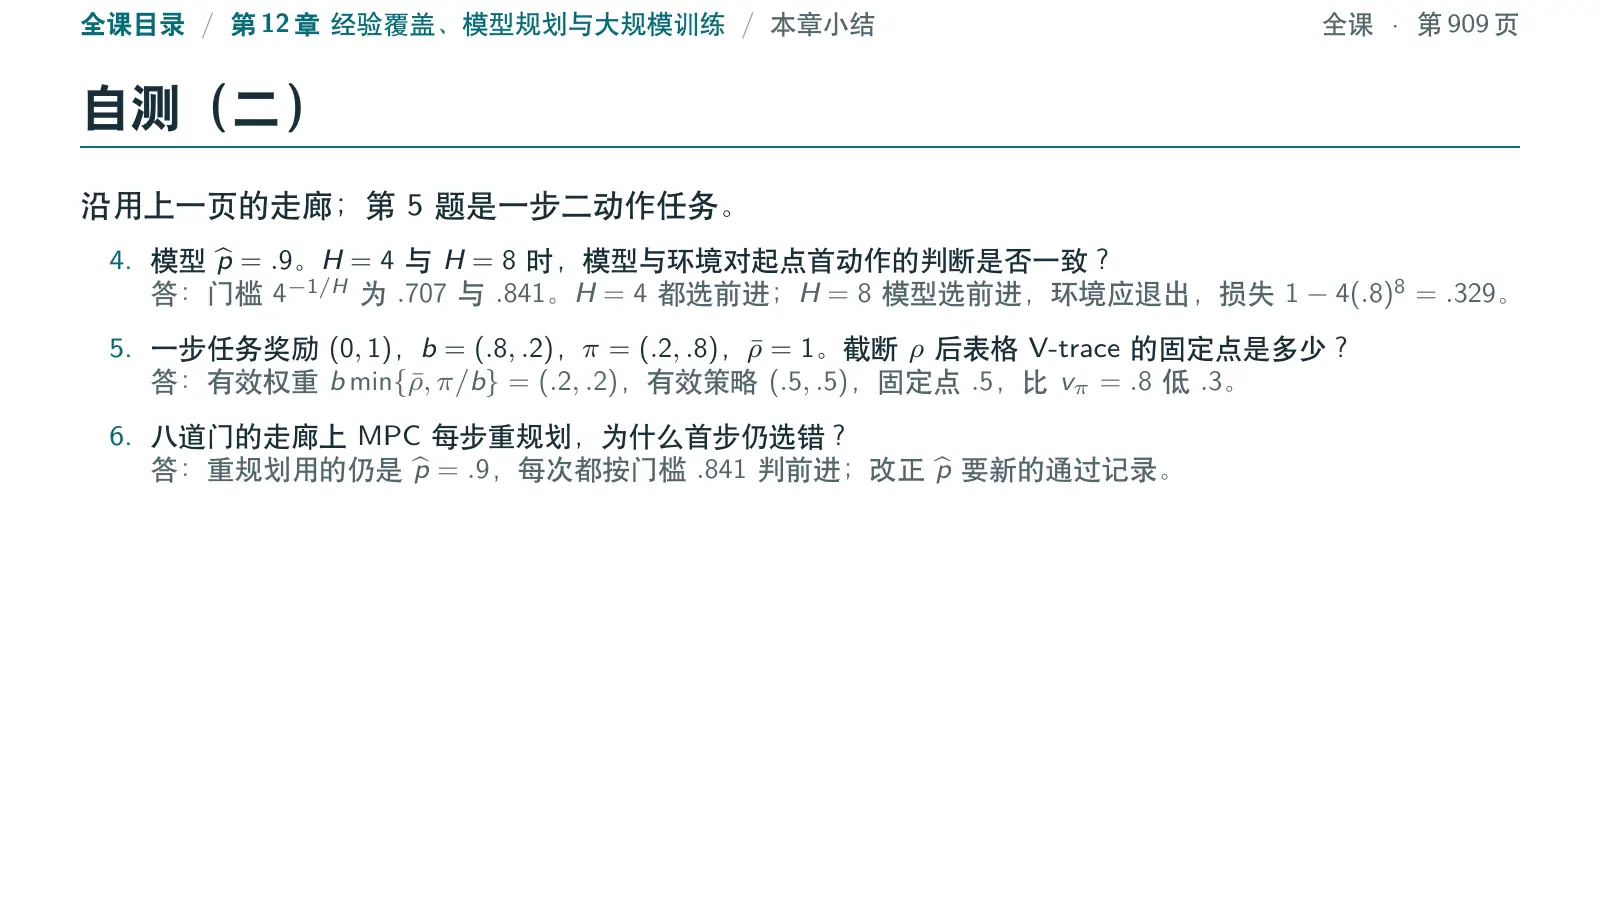 全课目录 / 第 12 章 经验覆盖、模型规划与大规模训练 / 本章小结
全课 · 第 909 页
自测（二）
沿用上一页的走廊；第 5 题是一步二动作任务。
4. 模型 p̂ = .9。H = 4 与 H = 8 时，模型与环境对起点首动作的判断是否一致？
答：门槛 4^{−1/H} 为 .707 与 .841。H = 4 都选前进；H = 8 模型选前进，环境应退出，损失 1 − 4(.8)^8 = .329。
5. 一步任务奖励 (0, 1)，b = (.8, .2)，π = (.2, .8)，ρ̄ = 1。截断 ρ 后表格 V-trace 的固定点是多少？
答：有效权重 b min{ρ̄, π/b} = (.2, .2)，有效策略 (.5, .5)，固定点 .5，比 v_π = .8 低 .3。
6. 八道门的走廊上 MPC 每步重规划，为什么首步仍选错？
答：重规划用的仍是 p̂ = .9，每次都按门槛 .841 判前进；改正 p̂ 要新的通过记录。